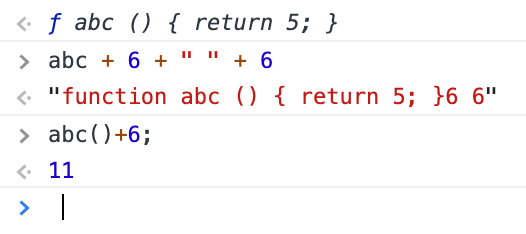 ƒ abc () { return 5; }
abc + 6 + " " + 6
"function abc () { return 5; }6 6"
abc()+6;
11